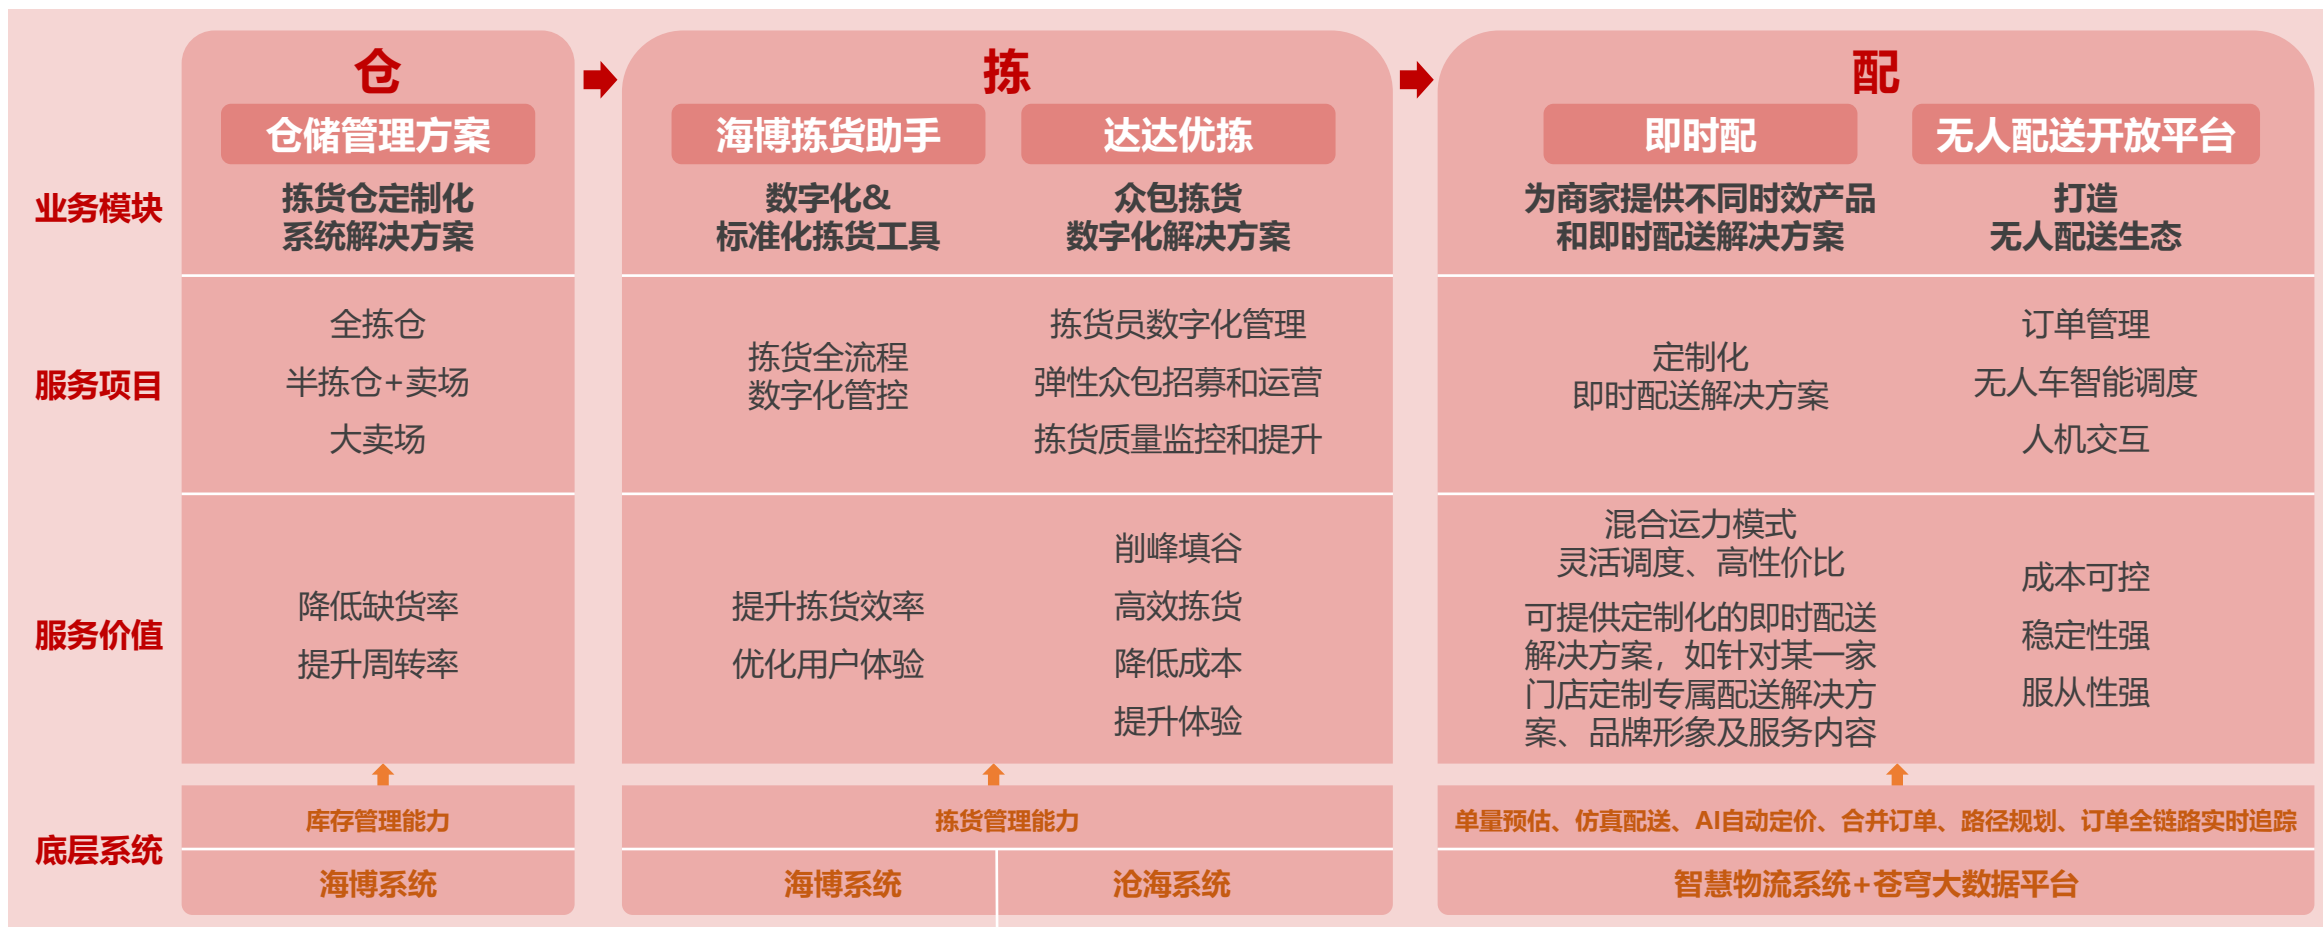 仓
拣
配
仓储管理方案
海博拣货助手
达达优拣
即时配
无人配送开放平台
业务模块
拣货仓定制化
系统解决方案
数字化&
标准化拣货工具
众包拣货
数字化解决方案
为商家提供不同时效产品
和即时配送解决方案
打造
无人配送生态
服务项目
全拣仓
半拣仓+卖场
大卖场
拣货全流程
数字化管控
拣货员数字化管理
弹性众包招募和运营
拣货质量监控和提升
定制化
即时配送解决方案
订单管理
无人车智能调度
人机交互
服务价值
降低缺货率
提升周转率
提升拣货效率
优化用户体验
削峰填谷
高效拣货
降低成本
提升体验
混合运力模式
灵活调度、高性价比
可提供定制化的即时配送
解决方案，如针对某一家
门店定制专属配送解决方
案、品牌形象及服务内容
成本可控
稳定性强
服从性强
底层系统
库存管理能力
拣货管理能力
单量预估、仿真配送、AI自动定价、合并订单、路径规划、订单全链路实时追踪
海博系统
海博系统
沧海系统
智慧物流系统+苍穹大数据平台